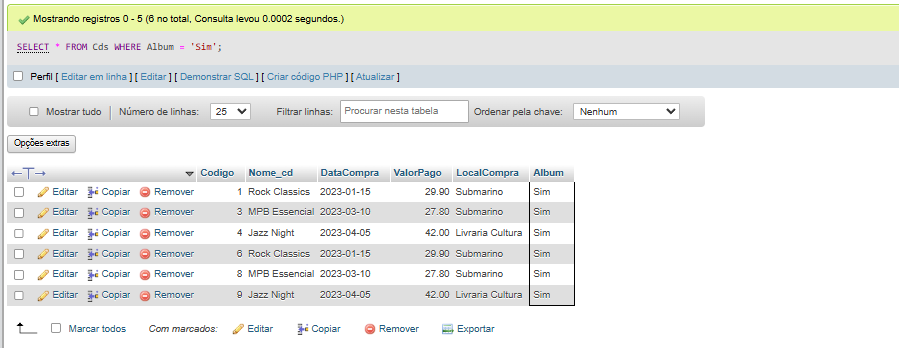 Mostrando registros 0 - 5 (6 no total, Consulta levou 0.0002 segundos.)
SELECT * FROM Cds WHERE Album = 'Sim';
Perfil [ Editar em linha ] [ Editar ] [ Demonstrar SQL ] [ Criar código PHP ] [ Atualizar ]
Mostrar tudo | Número de linhas: 25 Filtrar linhas: Procurar nesta tabela Ordenar pela chave: Nenhum
Opções extras
←T→ Codigo Nome_cd DataCompra ValorPago LocalCompra Album
Editar Copiar Remover 1 Rock Classics 2023-01-15 29.90 Submarino Sim
Editar Copiar Remover 3 MPB Essencial 2023-03-10 27.80 Submarino Sim
Editar Copiar Remover 4 Jazz Night 2023-04-05 42.00 Livraria Cultura Sim
Editar Copiar Remover 6 Rock Classics 2023-01-15 29.90 Submarino Sim
Editar Copiar Remover 8 MPB Essencial 2023-03-10 27.80 Submarino Sim
Editar Copiar Remover 9 Jazz Night 2023-04-05 42.00 Livraria Cultura Sim
Marcar todos Com marcados: Editar Copiar Remover Exportar